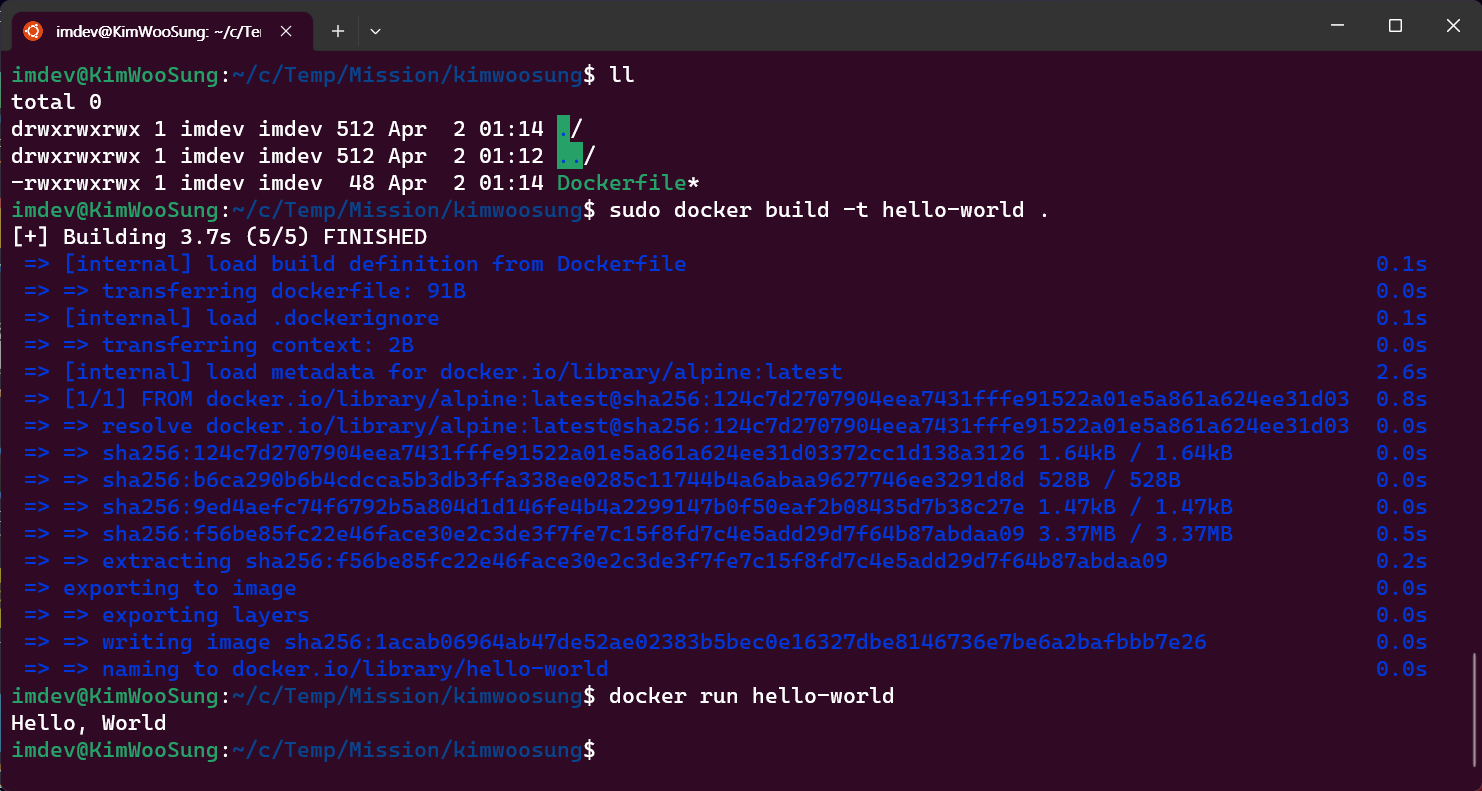 imdev@KimWooSung: ~/c/Te
imdev@KimWooSung:~/c/Temp/Mission/kimwoosung$ ll
total 0
drwxrwxrwx 1 imdev imdev 512 Apr  2 01:14 ./
drwxrwxrwx 1 imdev imdev 512 Apr  2 01:12 ../
-rwxrwxrwx 1 imdev imdev  48 Apr  2 01:14 Dockerfile*
imdev@KimWooSung:~/c/Temp/Mission/kimwoosung$ sudo docker build -t hello-world .
[+] Building 3.7s (5/5) FINISHED
 => [internal] load build definition from Dockerfile 0.1s
 => => transferring dockerfile: 91B 0.0s
 => [internal] load .dockerignore 0.1s
 => => transferring context: 2B 0.0s
 => [internal] load metadata for docker.io/library/alpine:latest 2.6s
 => [1/1] FROM docker.io/library/alpine:latest@sha256:124c7d2707904eea7431fffe91522a01e5a861a624ee31d03 0.8s
 => => resolve docker.io/library/alpine:latest@sha256:124c7d2707904eea7431fffe91522a01e5a861a624ee31d03 0.0s
 => => sha256:124c7d2707904eea7431fffe91522a01e5a861a624ee31d03372cc1d138a3126 1.64kB / 1.64kB 0.0s
 => => sha256:b6ca290b6b4cdcca5b3db3ffa338ee0285c11744b4a6abaa9627746ee3291d8d 528B / 528B 0.0s
 => => sha256:9ed4aefc74f6792b5a804d1d146fe4b4a2299147b0f50eaf2b08435d7b38c27e 1.47kB / 1.47kB 0.0s
 => => sha256:f56be85fc22e46face30e2c3de3f7fe7c15f8fd7c4e5add29d7f64b87abdaa09 3.37MB / 3.37MB 0.5s
 => => extracting sha256:f56be85fc22e46face30e2c3de3f7fe7c15f8fd7c4e5add29d7f64b87abdaa09 0.2s
 => exporting to image 0.0s
 => => exporting layers 0.0s
 => => writing image sha256:1acab06964ab47de52ae02383b5bec0e16327dbe8146736e7be6a2bafbbb7e26 0.0s
 => => naming to docker.io/library/hello-world 0.0s
imdev@KimWooSung:~/c/Temp/Mission/kimwoosung$ docker run hello-world
Hello, World
imdev@KimWooSung:~/c/Temp/Mission/kimwoosung$